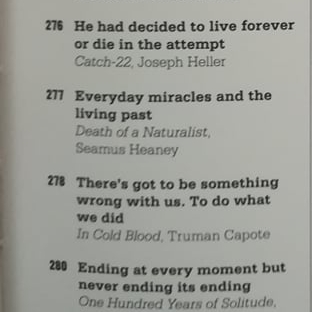 276 He had decided to live forever
or die in the attempt
Catch-22, Joseph Heller
277 Everyday miracles and the
living past
Death of a Naturalist,
Seamus Heaney
278 There's got to be something
wrong with us. To do what
we did
In Cold Blood, Truman Capote
280 Ending at every moment but
never ending its ending
One Hundred Years of Solitude,